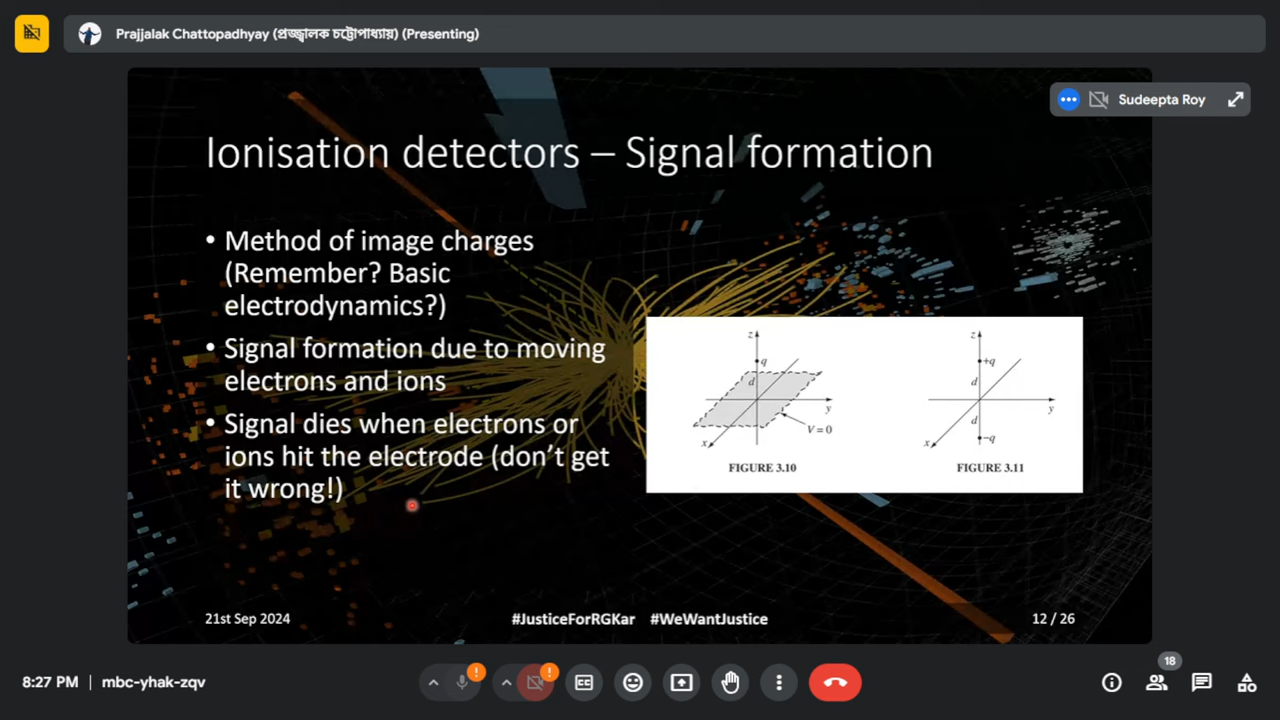 Prajjalak Chattopadhyay (প্রজ্জ্বালক চট্টোপাধ্যায়) (Presenting)
Sudeepta Roy
Ionisation detectors – Signal formation
• Method of image charges
(Remember? Basic
electrodynamics?)
• Signal formation due to moving
electrons and ions
• Signal dies when electrons or
ions hit the electrode (don’t get
it wrong!)
z
q
d
y
x
V = 0
FIGURE 3.10
z
+q
d
y
d
x
−q
FIGURE 3.11
21st Sep 2024
#JusticeForRGKar #WeWantJustice
12 / 26
8:27 PM | mbc-yhak-zqv
18